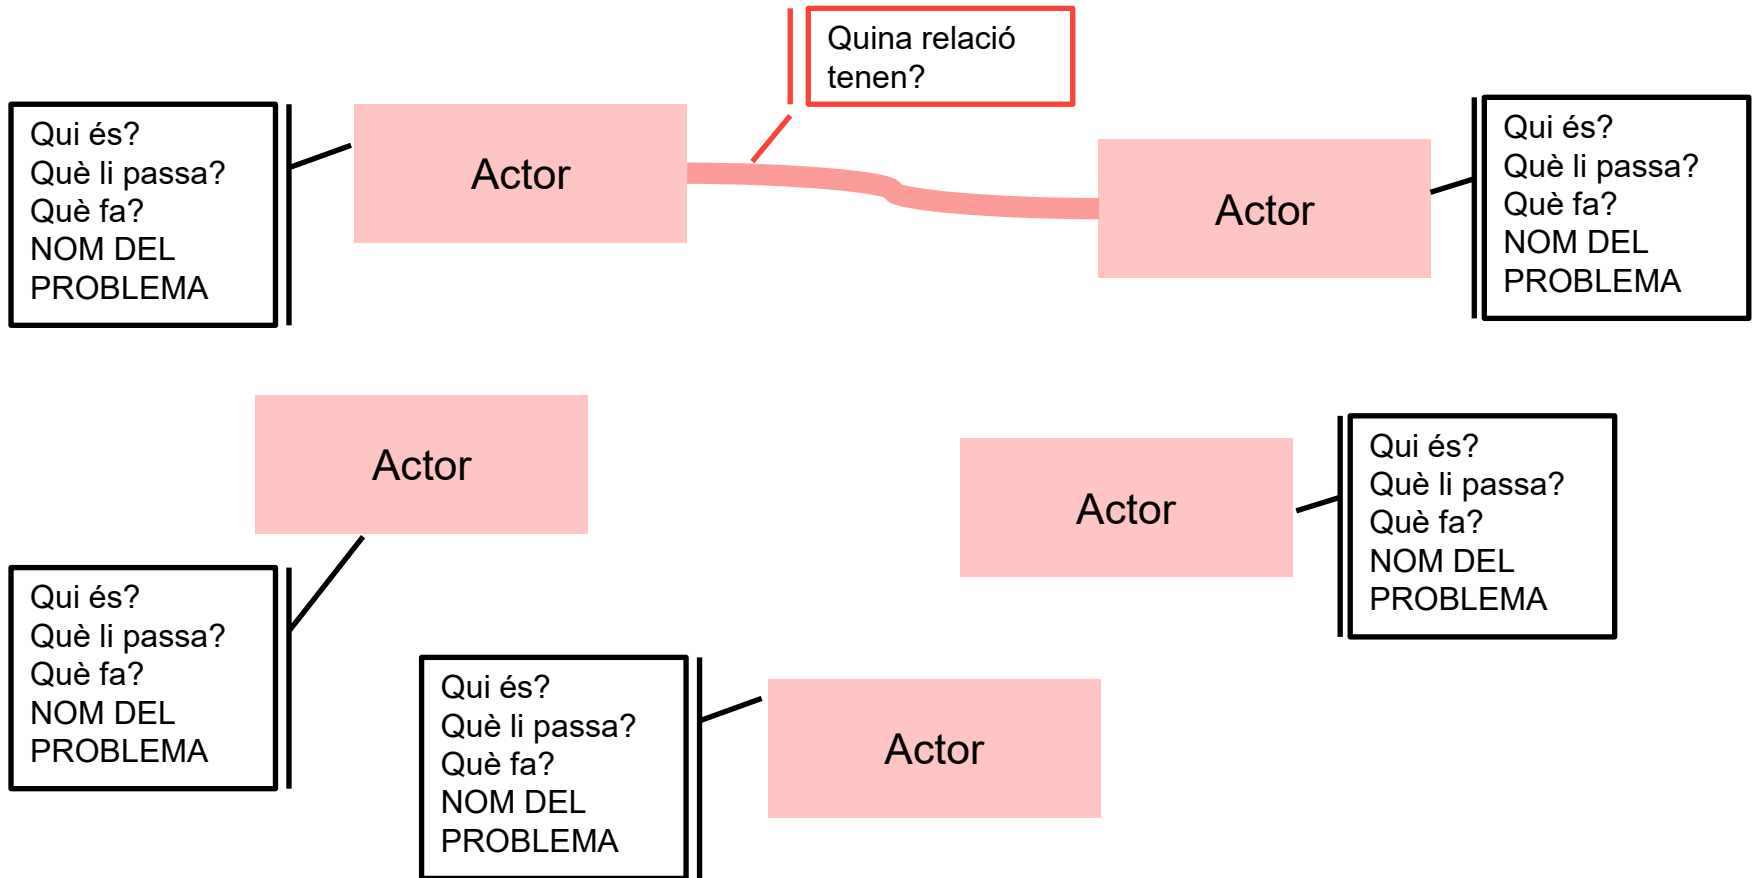 Quina relació
tenen?
Qui és?
Què li passa?
Què fa?
NOM DEL
PROBLEMA
Actor
Actor
Qui és?
Què li passa?
Què fa?
NOM DEL
PROBLEMA
Actor
Qui és?
Què li passa?
Què fa?
NOM DEL
PROBLEMA
Actor
Qui és?
Què li passa?
Què fa?
NOM DEL
PROBLEMA
Qui és?
Què li passa?
Què fa?
NOM DEL
PROBLEMA
Actor